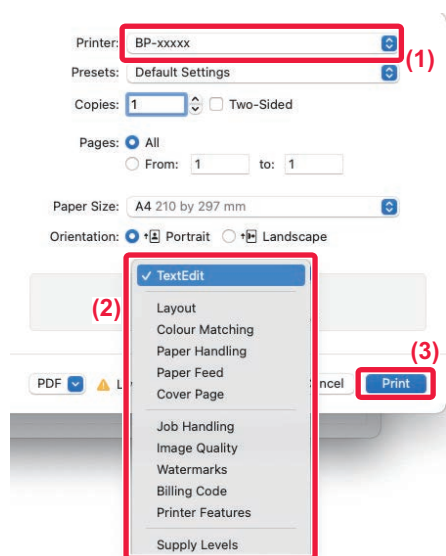 Printer: BP-xxxxx
(1)
Presets: Default Settings
Copies: 1 Two-Sided
Pages: All
From: 1 to: 1
Paper Size: A4 210 by 297 mm
Orientation: Portrait Landscape
(2)
✓ TextEdit
Layout
Colour Matching
Paper Handling
Paper Feed
Cover Page
(3)
PDF Print
Job Handling
Image Quality
Watermarks
Billing Code
Printer Features
Supply Levels